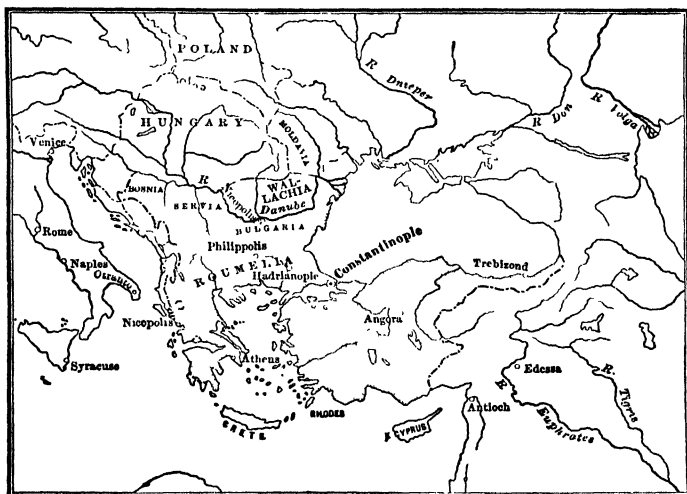 POLAND
R Dnieper
R Don
R Volga
HUNGARY
MOLDAVIA
Venice
BOSNIA
SERVIA
R
Nicopolis
WAL-
LACHIA
Danube
BULGARIA
Rome
Philippolis
Constantinople
Naples
Otranto
ROUMELIA
Hadrianople
Trebizond
Nicopolis
Angora
Syracuse
Athens
Edessa
R. Tigris
RHODES
Antioch
R Euphrates
CRETE
CYPRUS